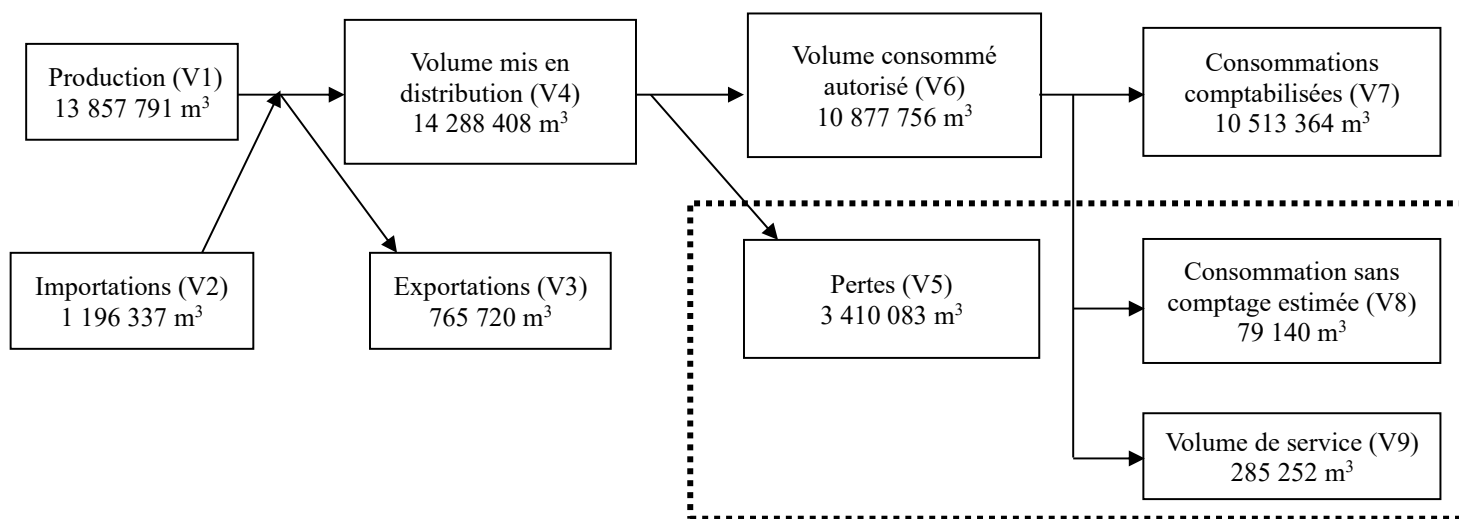 Production (V1)
13 857 791 m³
Volume mis en
distribution (V4)
14 288 408 m³
Volume consommé
autorisé (V6)
10 877 756 m³
Consommations
comptabilisées (V7)
10 513 364 m³
Importations (V2)
1 196 337 m³
Exportations (V3)
765 720 m³
Pertes (V5)
3 410 083 m³
Consommation sans
comptage estimée (V8)
79 140 m³
Volume de service (V9)
285 252 m³